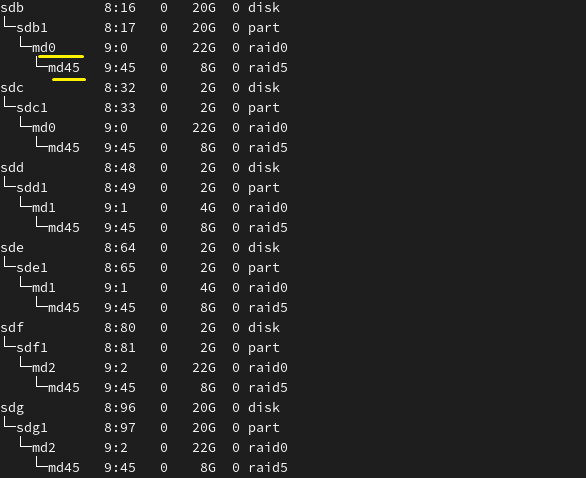 sdb 8:16 0 20G 0 disk
└─sdb1 8:17 0 20G 0 part
└─md0 9:0 0 22G 0 raid0
└─md45 9:45 0 8G 0 raid5
sdc 8:32 0 2G 0 disk
└─sdc1 8:33 0 2G 0 part
└─md0 9:0 0 22G 0 raid0
└─md45 9:45 0 8G 0 raid5
sdd 8:48 0 2G 0 disk
└─sdd1 8:49 0 2G 0 part
└─md1 9:1 0 4G 0 raid0
└─md45 9:45 0 8G 0 raid5
sde 8:64 0 2G 0 disk
└─sde1 8:65 0 2G 0 part
└─md1 9:1 0 4G 0 raid0
└─md45 9:45 0 8G 0 raid5
sdf 8:80 0 2G 0 disk
└─sdf1 8:81 0 2G 0 part
└─md2 9:2 0 22G 0 raid0
└─md45 9:45 0 8G 0 raid5
sdg 8:96 0 20G 0 disk
└─sdg1 8:97 0 20G 0 part
└─md2 9:2 0 22G 0 raid0
└─md45 9:45 0 8G 0 raid5